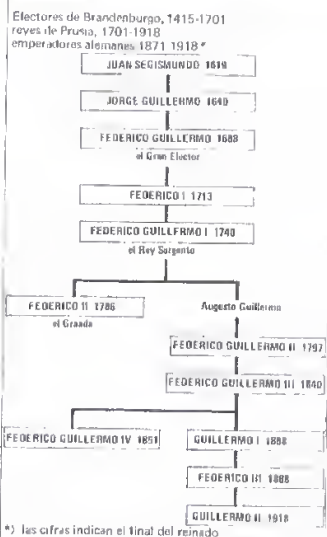 Electores de Brandenburgo, 1415-1701
reyes de Prusia, 1701-1918
emperadores alemanes 1871 1918*
JUAN SEGISMUNDO 1619
JORGE GUILLERMO 1640
FEDERICO GUILLERMO 1688
el Gran Elector
FEDERICO I 1713
FEDERICO GUILLERMO I 1740
el Rey Sargento
FEDERICO II 1786
el Grande
Augusto Guillermo
FEDERICO GUILLERMO II 1797
FEDERICO GUILLERMO III 1840
FEDERICO GUILLERMO IV 1861
GUILLERMO I 1888
FEDERICO III 1888
GUILLERMO II 1918
*) las cifras indican el final del reinado